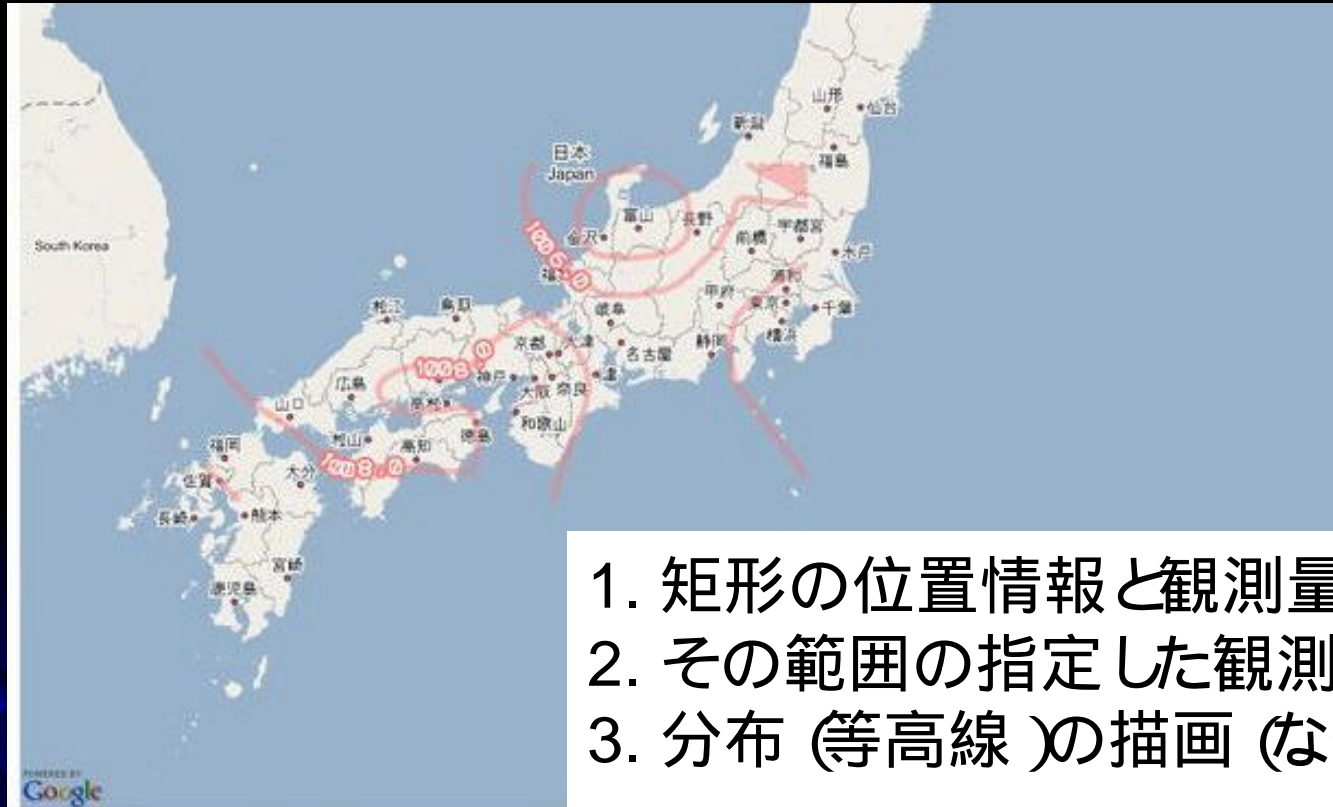 山形
仙台
新潟
日本
Japan
福島
富山
長野
宇都宮
金沢
前橋
水戸
1006.0
South Korea
浦和
甲府
東京
千葉
松江
鳥取
岐阜
横浜
京都
大津
名古屋
静岡
1008.0
神戸
津
広島
大阪
奈良
山口
高松
和歌山
徳島
福岡
松山
高知
1008.0
大分
佐賀
長崎
熊本
宮崎
鹿児島
1. 矩形の位置情報と観測量
2. その範囲の指定した観測
3. 分布 (等高線 )の描画 (な
POWERED BY
Google